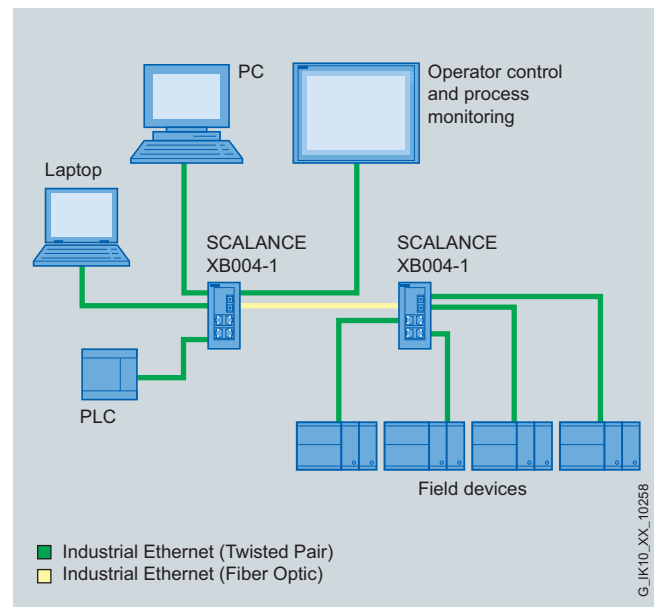 PC
Operator control
and process
monitoring
Laptop
SCALANCE
XB004-1
SCALANCE
XB004-1
PLC
Field devices
Industrial Ethernet (Twisted Pair)
Industrial Ethernet (Fiber Optic)
G_IK10_XX_10258